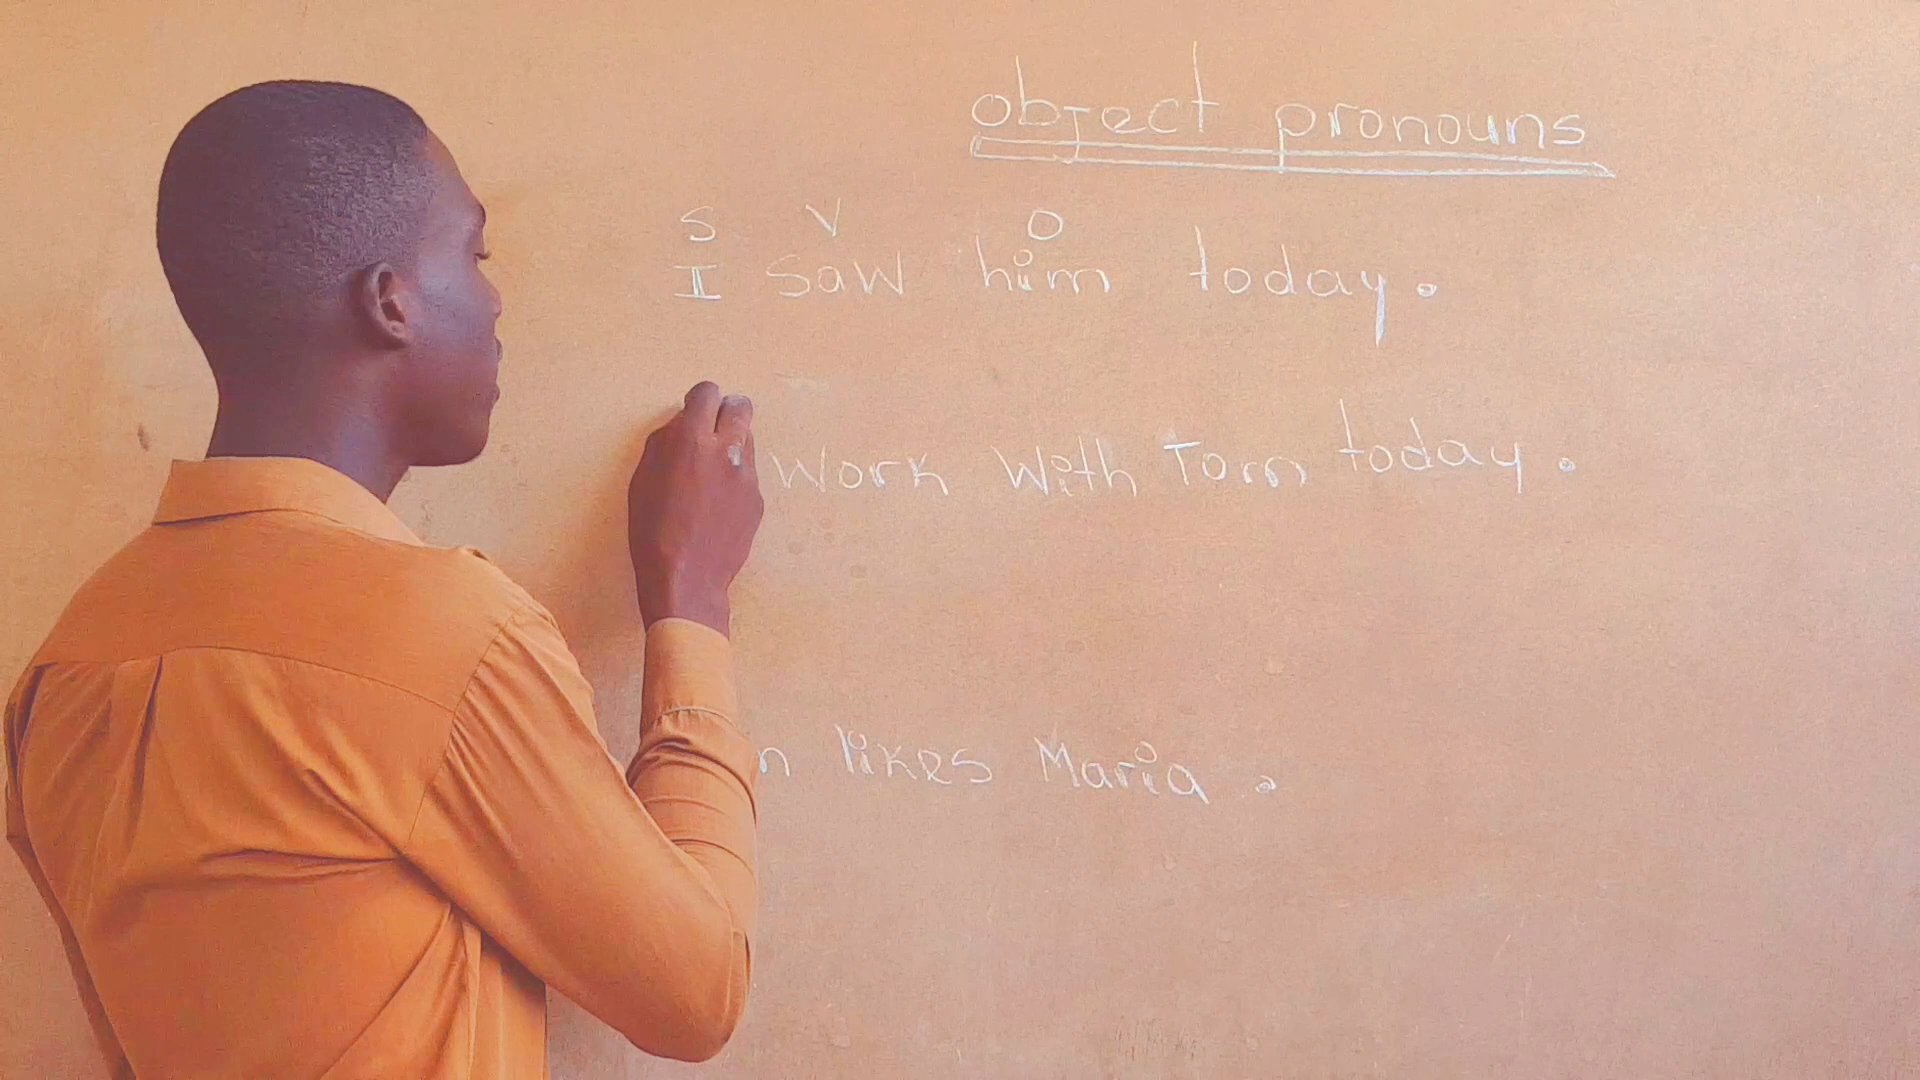 object pronouns
S V O
I saw him today.
work with Tom today.
n likes Maria.